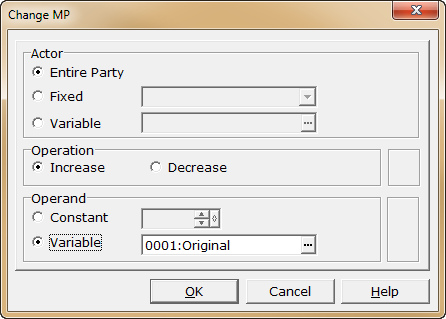 Change MP
Actor
Entire Party
Fixed
Variable ...
Operation
Increase Decrease
Operand
Constant
Variable 0001:Original ...
OK Cancel Help